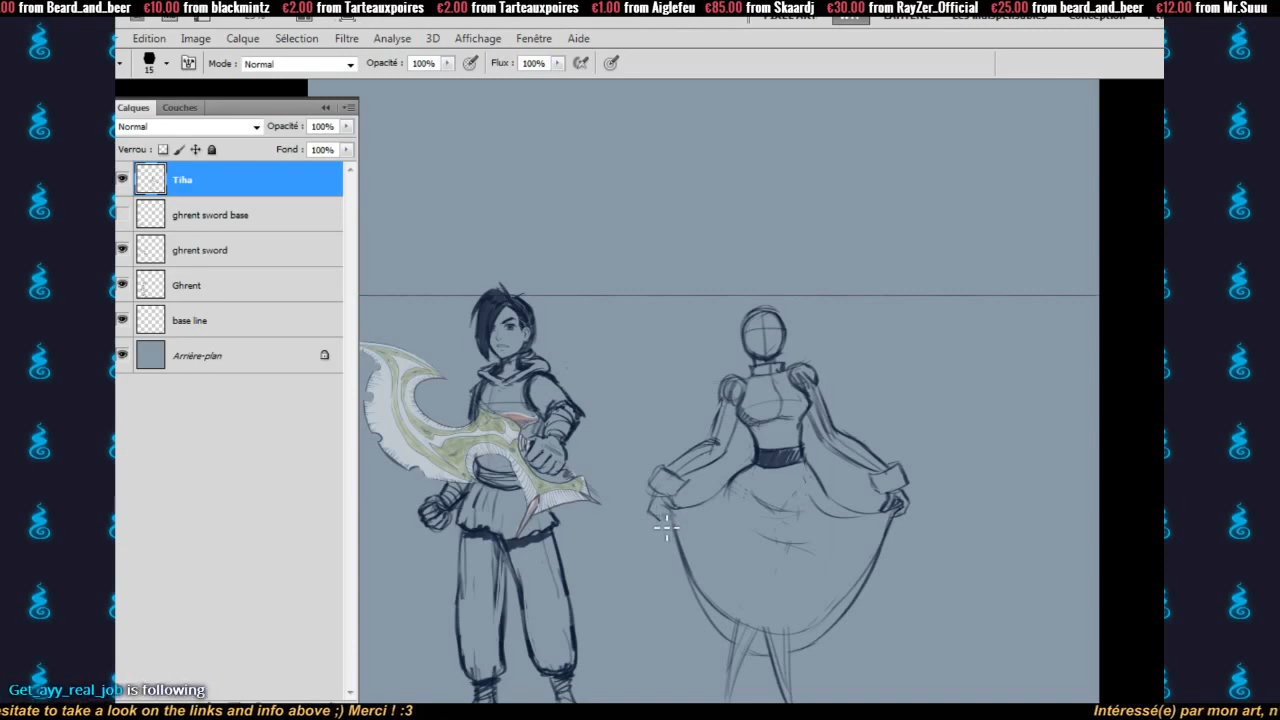 .00 from Beard_and_beer €10.00 from blackmintz €2.00 from Tarteauxpoires €2.00 from Tarteauxpoires €1.00 from Aiglefeu €85.00 from Skaardj €30.00 from RayZer_Official €25.00 from beard_and_beer €12.00 from Mr.Suuu
Edition Image Calque Sélection Filtre Analyse 3D Affichage Fenêtre Aide
15 Mode : Normal Opacité : 100% Flux : 100%
Calques Couches
Normal Opacité : 100%
Verrou : Fond : 100%
Tiha
ghrent sword base
ghrent sword
Ghrent
base line
Arrière-plan
Get_ayy_real_job is following
esitate to take a look on the links and info above ;) Merci ! :3 Intéressé(e) par mon art, n